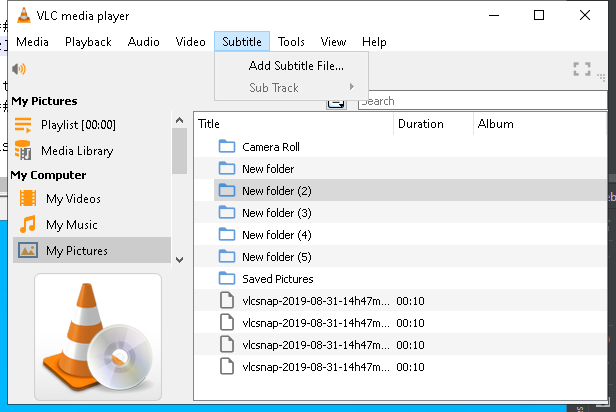 VLC media player
Media Playback Audio Video Subtitle Tools View Help
Add Subtitle File...
Sub Track
Search
My Pictures
Playlist [00:00]
Media Library
My Computer
My Videos
My Music
My Pictures
Title Duration Album
Camera Roll
New folder
New folder (2)
New folder (3)
New folder (4)
New folder (5)
Saved Pictures
vlcsnap-2019-08-31-14h47m... 00:10
vlcsnap-2019-08-31-14h47m... 00:10
vlcsnap-2019-08-31-14h47m... 00:10
vlcsnap-2019-08-31-14h47m... 00:10